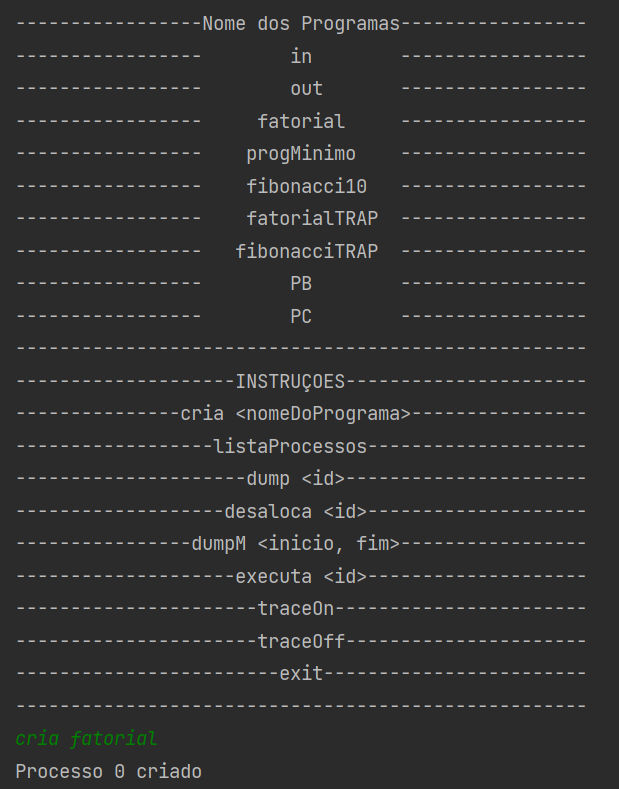 -----------------Nome dos Programas-----------------
-----------------        in        -----------------
-----------------        out       -----------------
-----------------     fatorial     -----------------
-----------------    progMinimo    -----------------
-----------------    fibonacci10   -----------------
-----------------    fatorialTRAP  -----------------
-----------------   fibonacciTRAP  -----------------
-----------------        PB        -----------------
-----------------        PC        -----------------
----------------------------------------------------
--------------------INSTRUÇOES----------------------
---------------cria <nomeDoPrograma>----------------
------------------listaProcessos--------------------
---------------------dump <id>----------------------
-------------------desaloca <id>--------------------
----------------dumpM <inicio, fim>-----------------
--------------------executa <id>--------------------
----------------------traceOn-----------------------
----------------------traceOff----------------------
------------------------exit------------------------
----------------------------------------------------
cria fatorial
Processo 0 criado